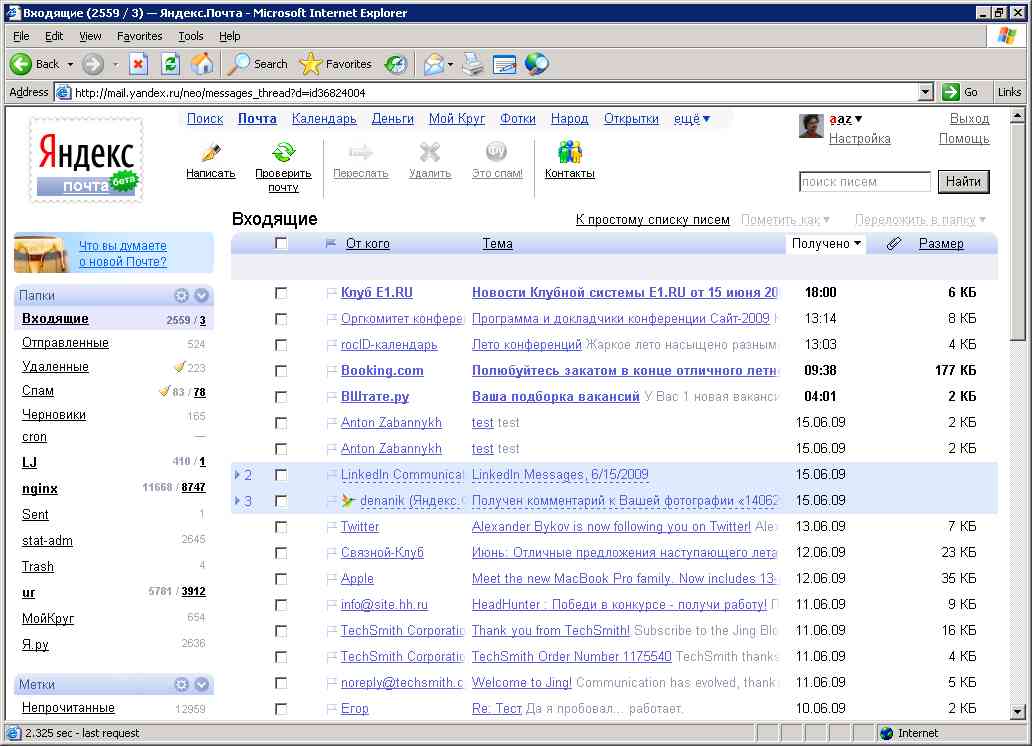 Входящие (2559 / 3) — Яндекс.Почта - Microsoft Internet Explorer
File Edit View Favorites Tools Help
Back Search Favorites
Address http://mail.yandex.ru/neo/messages_thread?d=id36824004 Go Links
Поиск Почта Календарь Деньги Мой Круг Фотки Народ Открытки ещё▼ aaz▼ Выход
Настройка Помощь
Яндекс
почта бета
Написать Проверить почту Переслать Удалить Это спам! Контакты
поиск писем Найти
Входящие К простому списку писем Пометить как▼ Переложить в папку▼
Что вы думаете
о новой Почте?
От кого Тема Получено▼ Размер
Папки
Входящие 2559 / 3
Отправленные 524
Удаленные 223
Спам 83 / 78
Черновики 165
cron —
LJ 410 / 1
nginx 11668 / 8747
Sent 1
stat-adm 2645
Trash 4
ur 5781 / 3912
МойКруг 654
Я.ру 2636
Метки
Непрочитанные 12959
Клуб E1.RU Новости Клубной системы E1.RU от 15 июня 20 18:00 6 КБ
Оргкомитет конфере Программа и докладчики конференции Сайт-2009 13:14 8 КБ
rocID-календарь Лето конференций Жаркое лето насыщено разным 13:03 4 КБ
Booking.com Полюбуйтесь закатом в конце отличного летн 09:38 177 КБ
ВШтате.ру Ваша подборка вакансий У Вас 1 новая ваканси 04:01 2 КБ
Anton Zabannykh test test 15.06.09 2 КБ
Anton Zabannykh test test 15.06.09 2 КБ
2 LinkedIn Communicat LinkedIn Messages, 6/15/2009 15.06.09
3 denanik (Яндекс. Получен комментарий к Вашей фотографии «14062 15.06.09
Twitter Alexander Bykov is now following you on Twitter! Alex 13.06.09 7 КБ
Связной-Клуб Июнь: Отличные предложения наступающего лета 12.06.09 23 КБ
Apple Meet the new MacBook Pro family. Now includes 13- 12.06.09 35 КБ
info@site.hh.ru HeadHunter : Победи в конкурсе - получи работу! П 11.06.09 9 КБ
TechSmith Corporatio Thank you from TechSmith! Subscribe to the Jing Blo 11.06.09 16 КБ
TechSmith Corporatio TechSmith Order Number 1175540 TechSmith thanks 11.06.09 4 КБ
noreply@techsmith.c Welcome to Jing! Communication has evolved, thank 11.06.09 5 КБ
Егор Re: Тест Да я пробовал... работает. 10.06.09 2 КБ
2.325 sec - last request Internet